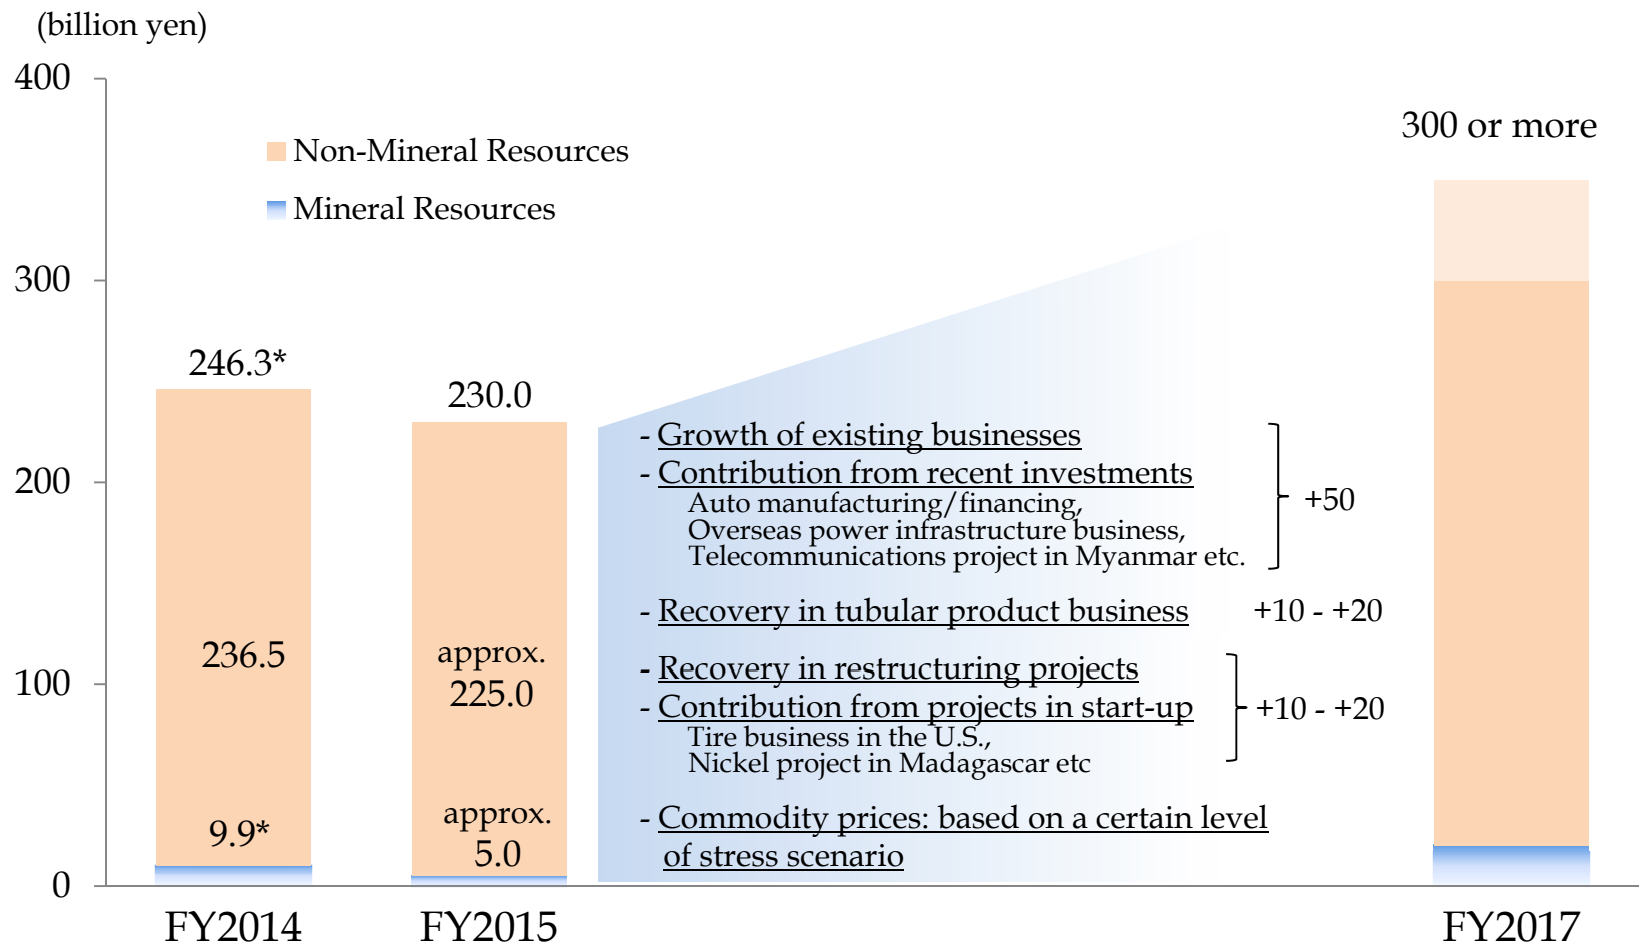 (billion yen)
400
300
200
100
0
Non-Mineral Resources
Mineral Resources
246.3*
236.5
9.9*
FY2014
230.0
approx.
225.0
approx.
5.0
FY2015
- Growth of existing businesses
- Contribution from recent investments
Auto manufacturing/financing,
Overseas power infrastructure business,
Telecommunications project in Myanmar etc.
+50
- Recovery in tubular product business
+10 - +20
- Recovery in restructuring projects
- Contribution from projects in start-up
Tire business in the U.S.,
Nickel project in Madagascar etc
+10 - +20
- Commodity prices: based on a certain level
of stress scenario
300 or more
FY2017